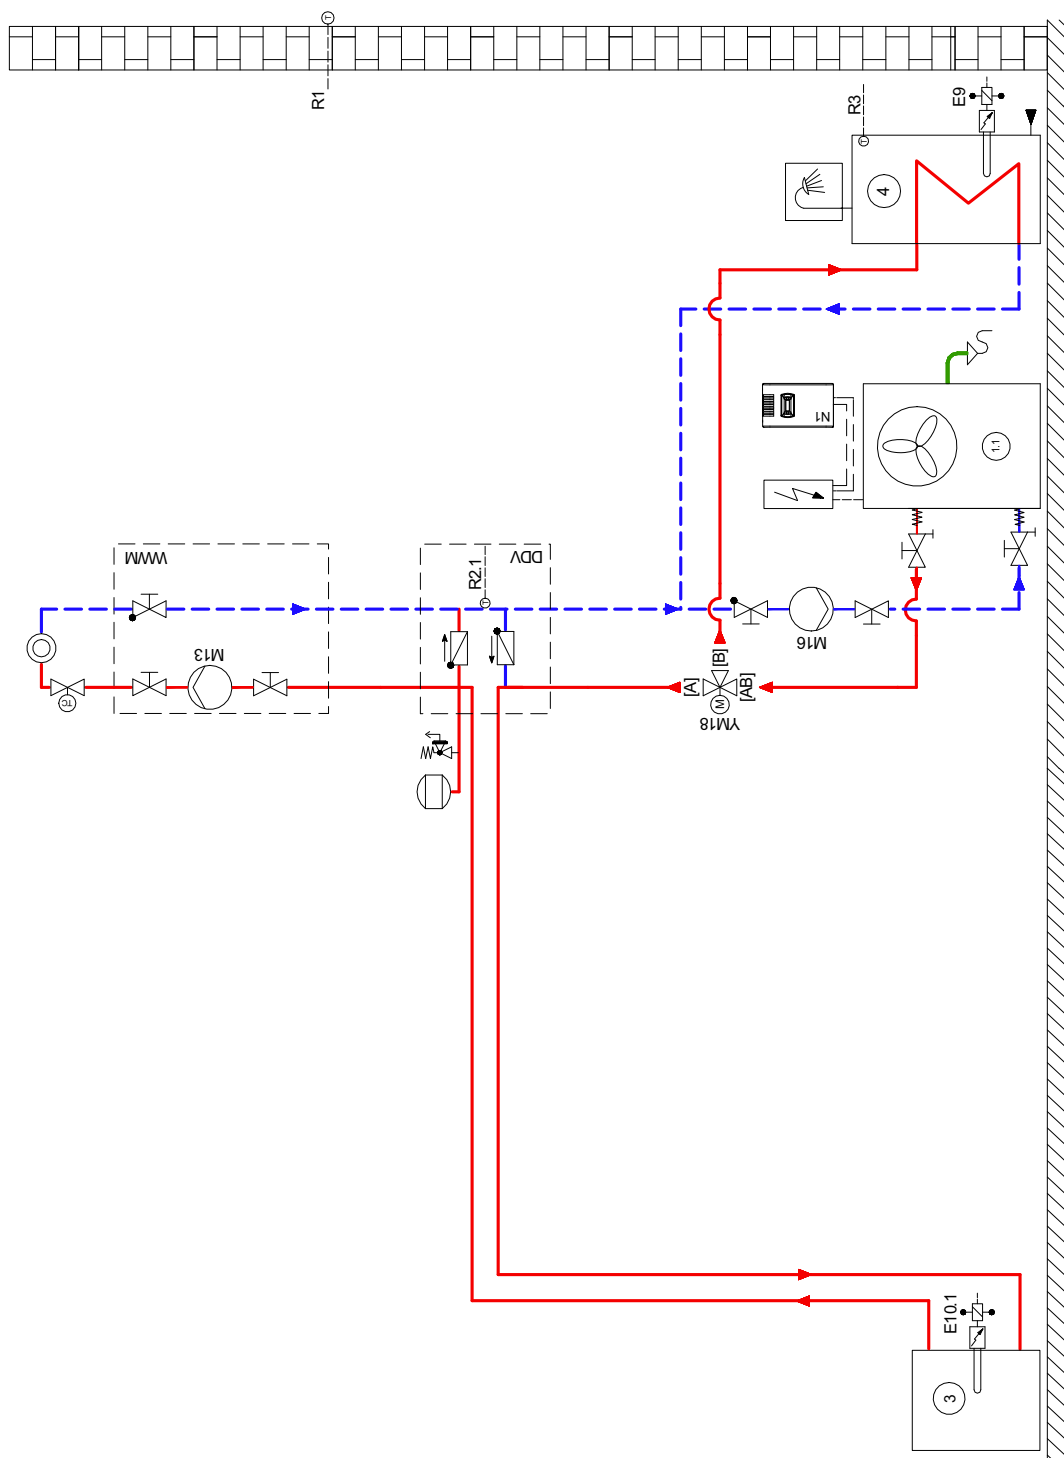 R1
R3
E9
4
N1
1.1
WWM
DDV
R2.1
M13
M16
TC
[A]
[B]
[AB]
M
YM18
E10.1
3
T
T
T